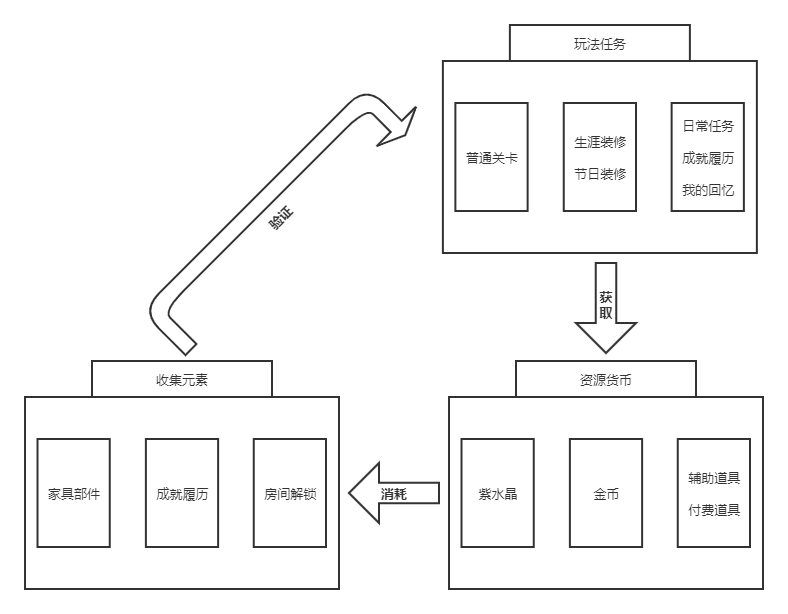 玩法任务
普通关卡
生涯装修
节日装修
日常任务
成就履历
我的回忆
验证
获
取
收集元素
家具部件
成就履历
房间解锁
消耗
资源货币
紫水晶
金币
辅助道具
付费道具